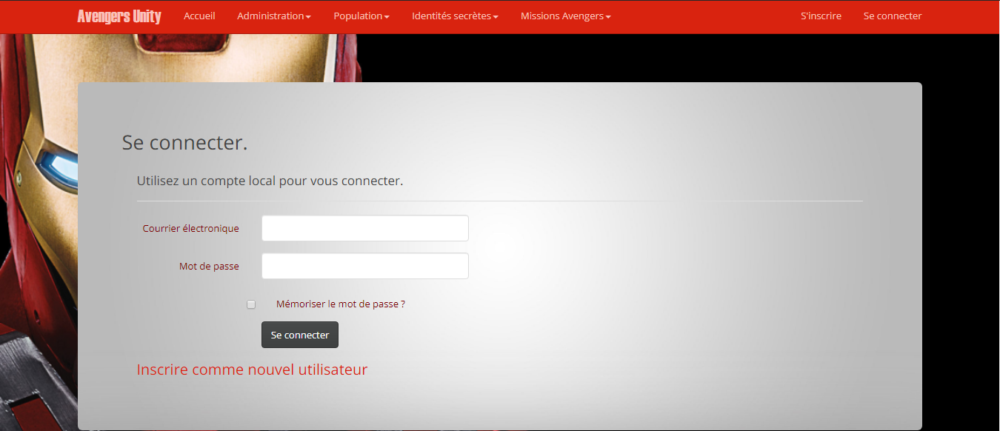 Avengers Unity Accueil Administration Population Identités secrètes Missions Avengers S'inscrire Se connecter
Se connecter.
Utilisez un compte local pour vous connecter.
Courrier électronique
Mot de passe
Mémoriser le mot de passe ?
Se connecter
Inscrire comme nouvel utilisateur